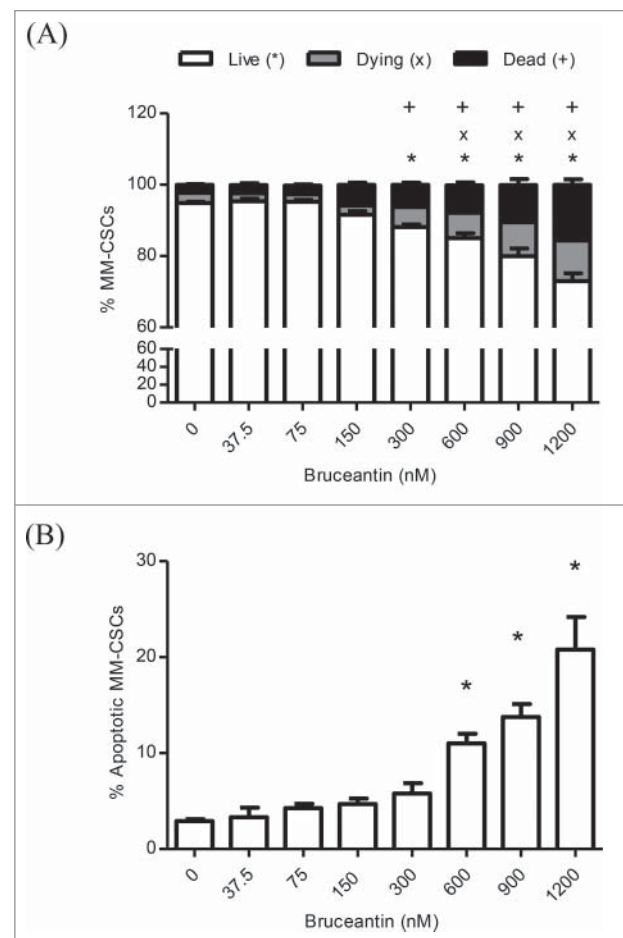 (A)
Live (*) Dying (x) Dead (+)
120
100
80
60
60
40
20
0
% MM-CSCs
+ + + +
x x x
* * * *
0 37.5 75 150 300 600 900 1200
Bruceantin (nM)
(B)
30
20
10
0
% Apoptotic MM-CSCs
* * *
0 37.5 75 150 300 600 900 1200
Bruceantin (nM)